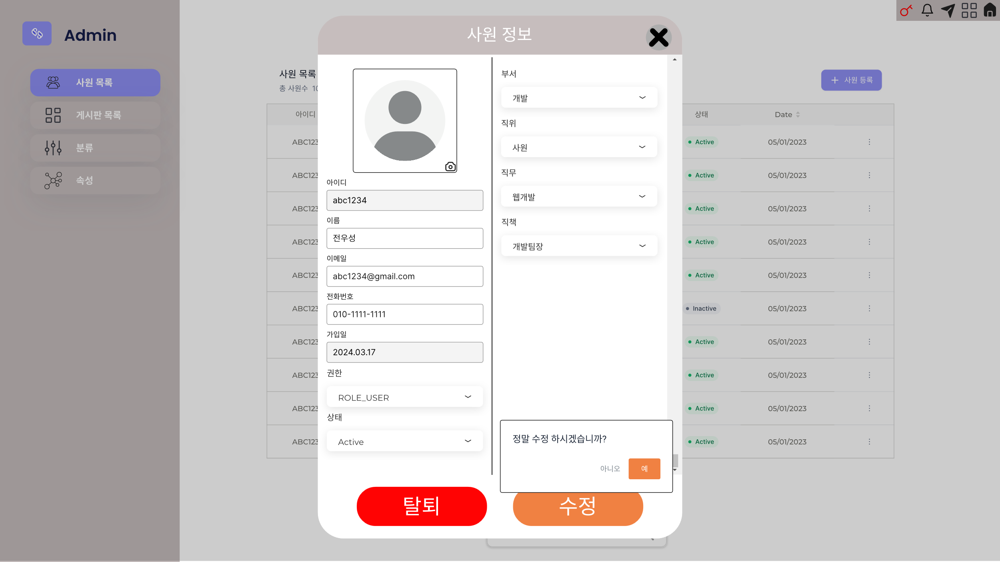 Admin
사원 목록
게시판 목록
분류
속성
사원 목록
총 사원수
사원 등록
아이디
상태
Date
ABC123
Active
05/01/2023
ABC123
Active
05/01/2023
ABC123
Active
05/01/2023
ABC123
Active
05/01/2023
ABC123
Active
05/01/2023
ABC123
Inactive
05/01/2023
ABC123
Active
05/01/2023
ABC123
Active
05/01/2023
ABC123
Active
05/01/2023
ABC123
Active
05/01/2023
사원 정보
아이디
abc1234
이름
전우성
이메일
abc1234@gmail.com
전화번호
010-1111-1111
가입일
2024.03.17
권한
ROLE_USER
상태
Active
부서
개발
직위
사원
직무
웹개발
직책
개발팀장
정말 수정 하시겠습니까?
아니오
예
탈퇴
수정